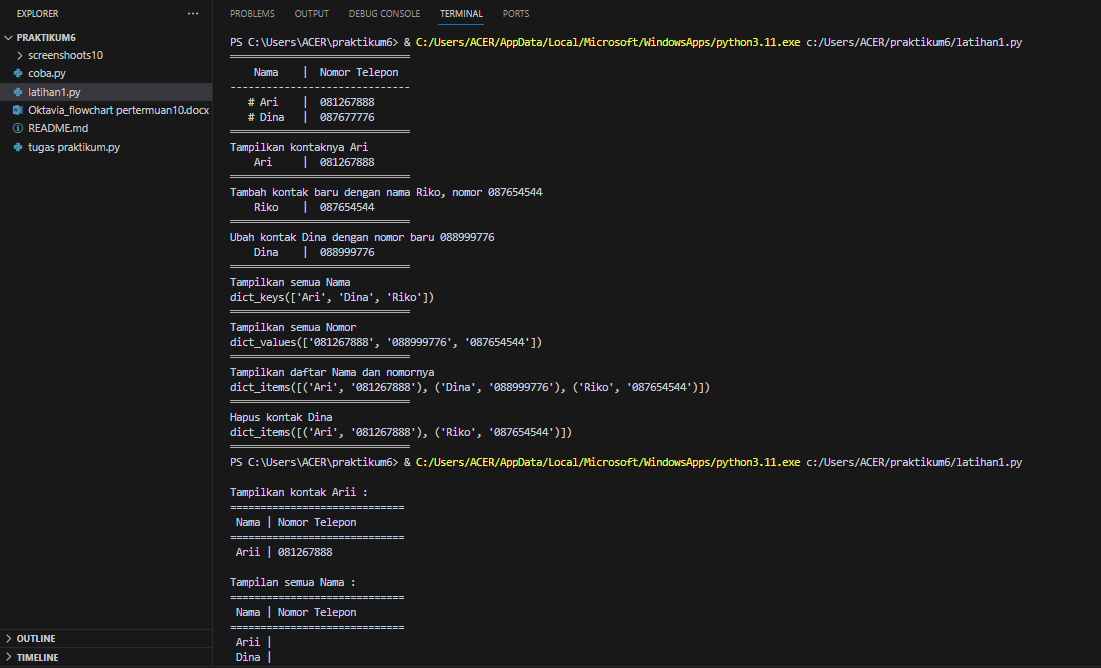 EXPLORER
...
PRAKTIKUM6
screenshoots10
coba.py
latihan1.py
Oktavia_flowchart pertermuan10.docx
README.md
tugas praktikum.py
OUTLINE
TIMELINE
PROBLEMS OUTPUT DEBUG CONSOLE TERMINAL PORTS
PS C:\Users\ACER\praktikum6> & C:/Users/ACER/AppData/Local/Microsoft/WindowsApps/python3.11.exe c:/Users/ACER/praktikum6/latihan1.py
==============================
Nama | Nomor Telepon
------------------------------
# Ari | 081267888
# Dina | 087677776
==============================
Tampilkan kontaknya Ari
Ari | 081267888
==============================
Tambah kontak baru dengan nama Riko, nomor 087654544
Riko | 087654544
==============================
Ubah kontak Dina dengan nomor baru 088999776
Dina | 088999776
==============================
Tampilkan semua Nama
dict_keys(['Ari', 'Dina', 'Riko'])
==============================
Tampilkan semua Nomor
dict_values(['081267888', '088999776', '087654544'])
==============================
Tampilkan daftar Nama dan nomornya
dict_items([('Ari', '081267888'), ('Dina', '088999776'), ('Riko', '087654544')])
==============================
Hapus kontak Dina
dict_items([('Ari', '081267888'), ('Riko', '087654544')])
==============================
PS C:\Users\ACER\praktikum6> & C:/Users/ACER/AppData/Local/Microsoft/WindowsApps/python3.11.exe c:/Users/ACER/praktikum6/latihan1.py
Tampilkan kontak Arii :
=============================
Nama | Nomor Telepon
=============================
Arii | 081267888
Tampilan semua Nama :
=============================
Nama | Nomor Telepon
=============================
Arii |
Dina |